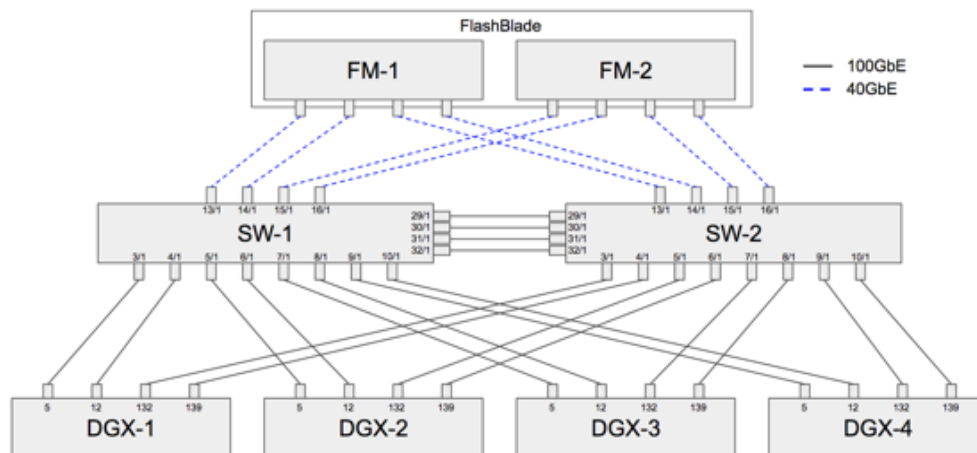 FlashBlade
FM-1 FM-2
100GbE
40GbE
13/1 14/1 15/1 16/1 13/1 14/1 15/1 16/1
29/1 29/1
30/1 30/1
SW-1 SW-2
31/1 31/1
32/1 32/1
3/1 4/1 5/1 6/1 7/1 8/1 9/1 10/1 3/1 4/1 5/1 6/1 7/1 8/1 9/1 10/1
5 12 132 139 5 12 132 139 5 12 132 139 5 12 132 139
DGX-1 DGX-2 DGX-3 DGX-4